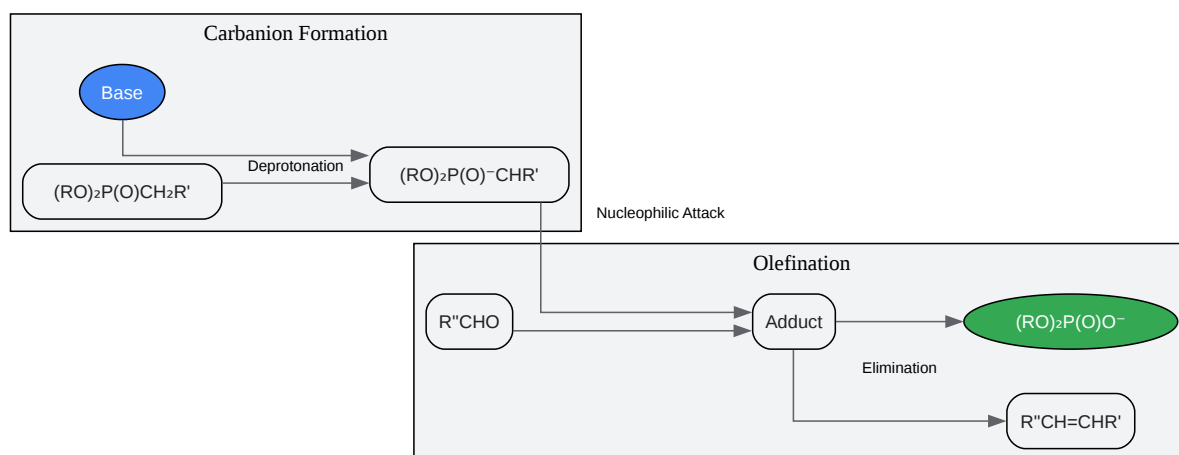 Carbanion Formation
Base
Deprotonation
(RO)₂P(O)CH₂R'
(RO)₂P(O)⁻CHR'
Nucleophilic Attack
Olefination
R"CHO
Adduct
(RO)₂P(O)O⁻
Elimination
R"CH=CHR'